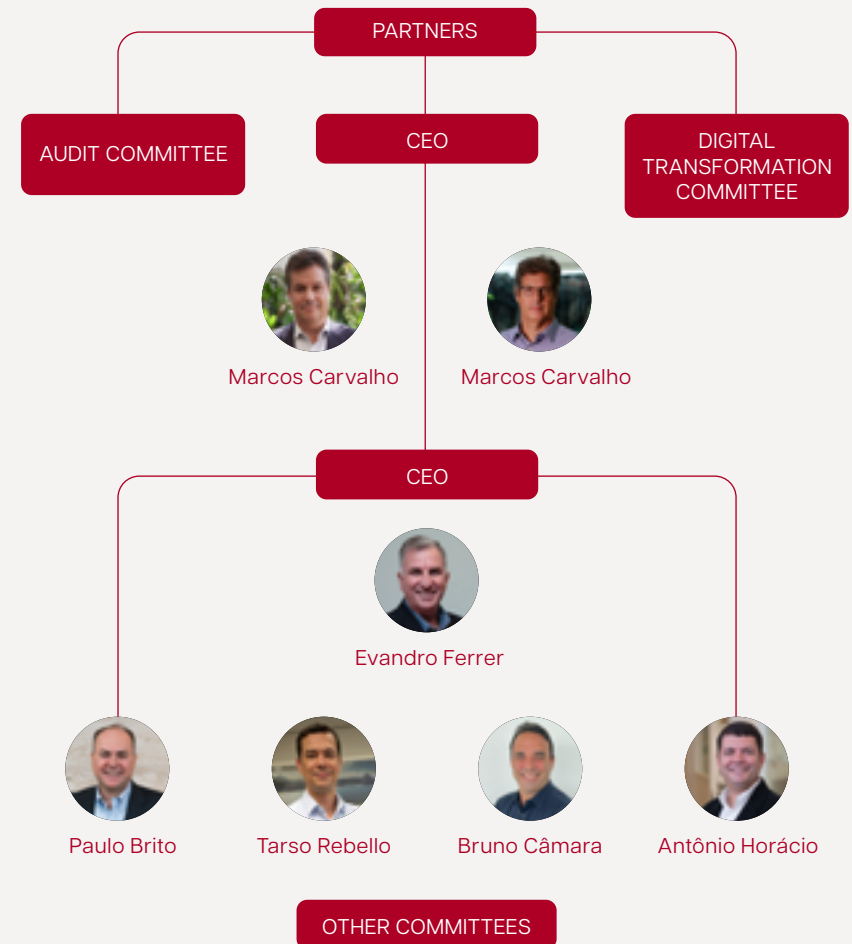 PARTNERS
AUDIT COMMITTEE
CEO
DIGITAL
TRANSFORMATION
COMMITTEE
Marcos Carvalho
Marcos Carvalho
CEO
Evandro Ferrer
Paulo Brito
Tarso Rebello
Bruno Câmara
Antônio Horácio
OTHER COMMITTEES